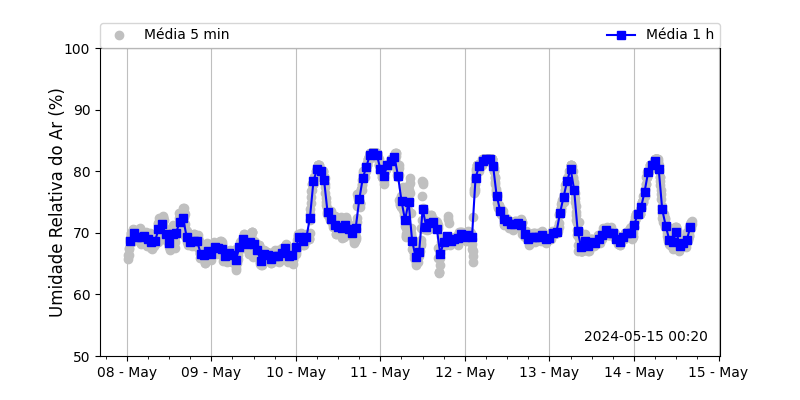 Média 5 min
Média 1 h
Umidade Relativa do Ar (%)
100
90
80
70
60
50
2024-05-15 00:20
08 - May
09 - May
10 - May
11 - May
12 - May
13 - May
14 - May
15 - May